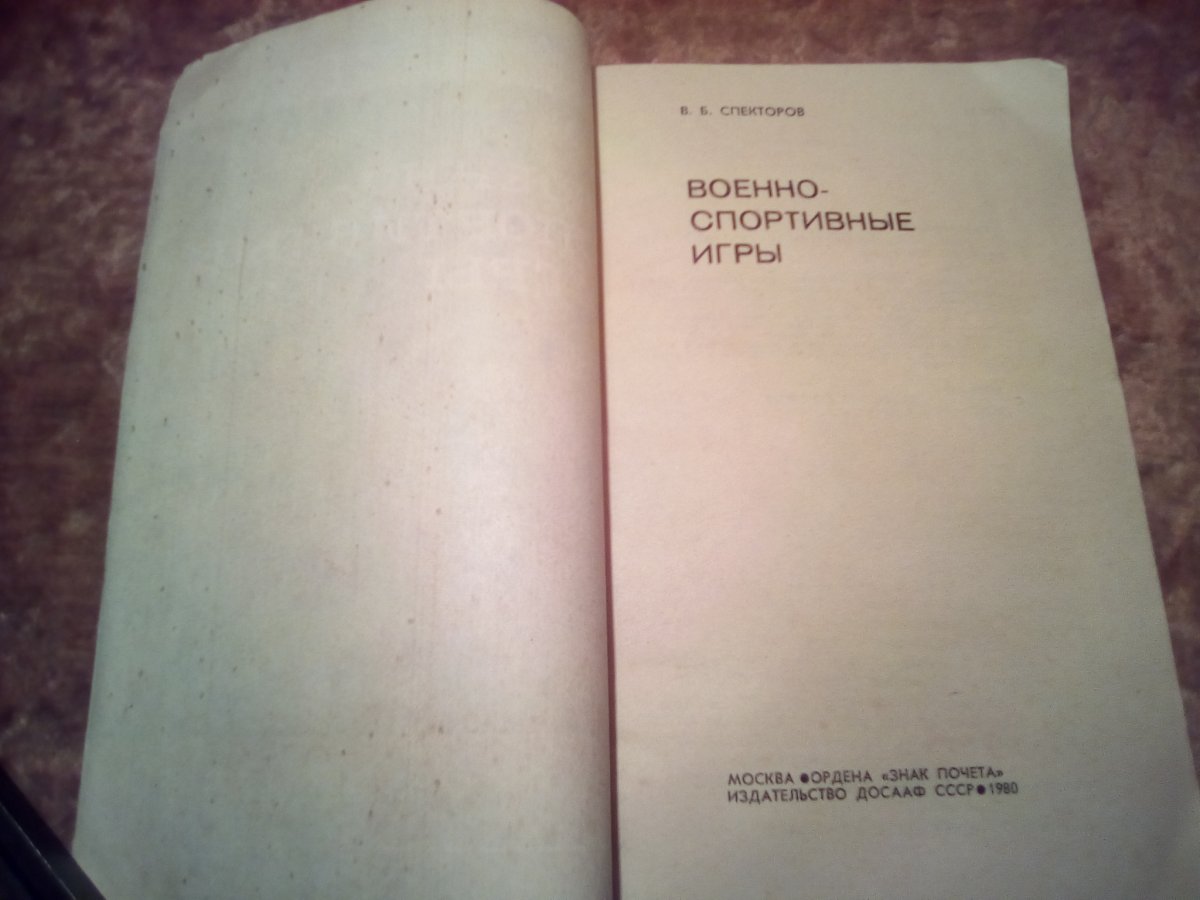 В. Б. СПЕКТОРОВ
ВОЕННО-
СПОРТИВНЫЕ
ИГРЫ
МОСКВА ● ОРДЕНА «ЗНАК ПОЧЕТА»
ИЗДАТЕЛЬСТВО ДОСААФ СССР ● 1980